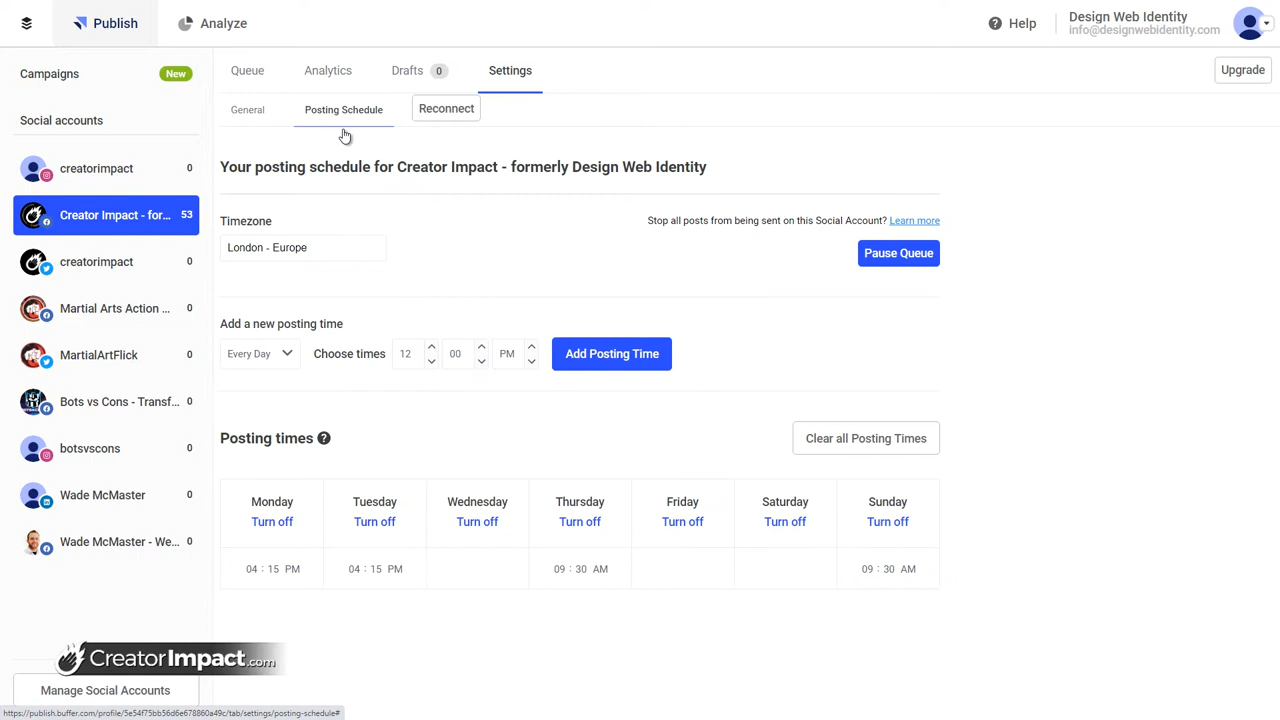 Publish
Analyze
Help
Design Web Identity
info@designwebidentity.com
Campaigns
New
Queue
Analytics
Drafts
0
Settings
Upgrade
General
Posting Schedule
Reconnect
Social accounts
creatorimpact
0
Creator Impact - for...
53
creatorimpact
0
Martial Arts Action ...
0
MartialArtFlick
0
Bots vs Cons - Transf...
0
botsvscons
0
Wade McMaster
0
Wade McMaster - We...
0
Your posting schedule for Creator Impact - formerly Design Web Identity
Timezone
London - Europe
Stop all posts from being sent on this Social Account? Learn more
Pause Queue
Add a new posting time
Every Day
Choose times
12
00
PM
Add Posting Time
Posting times
Clear all Posting Times
Monday Tuesday Wednesday Thursday Friday Saturday Sunday
Turn off Turn off Turn off Turn off Turn off Turn off Turn off
04 : 15 PM 04 : 15 PM 09 : 30 AM 09 : 30 AM
CreatorImpact.com
Manage Social Accounts
https://publish.buffer.com/profile/5e54f75bb56d6e678860a49c/tab/settings/posting-schedule#